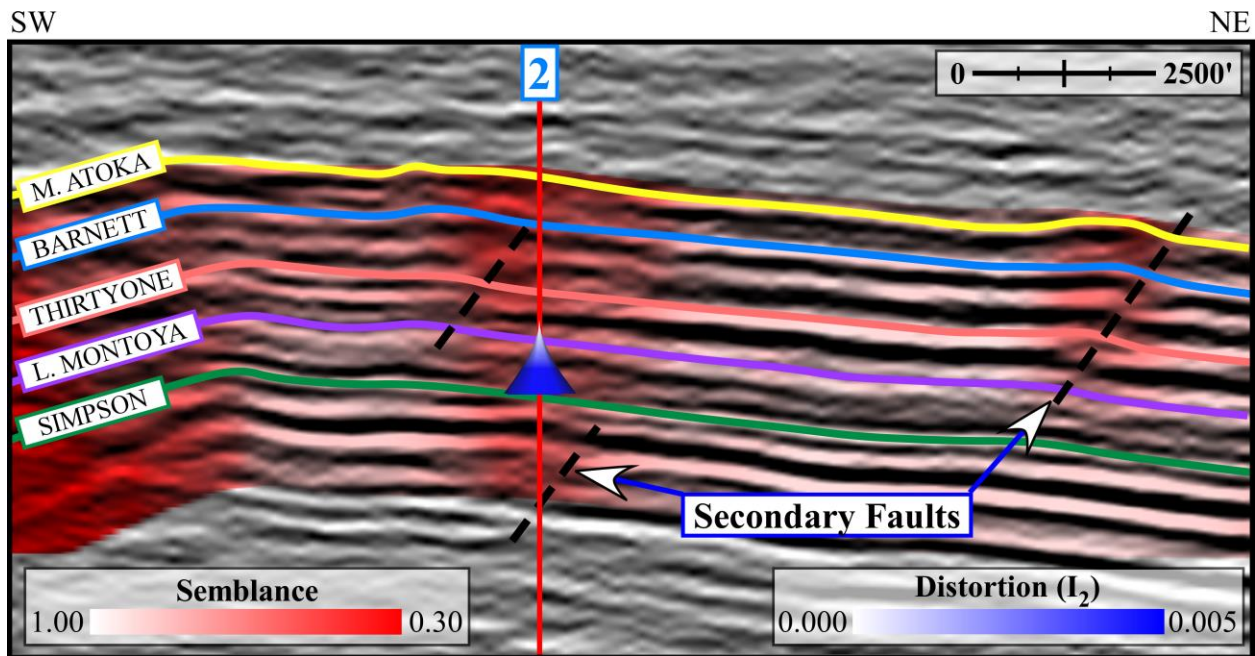 SW
NE
2
0
2500'
M. ATOKA
BARNETT
THIRTYONE
L. MONTOYA
SIMPSON
Secondary Faults
Semblance
1.00
0.30
Distortion (I₂)
0.000
0.005